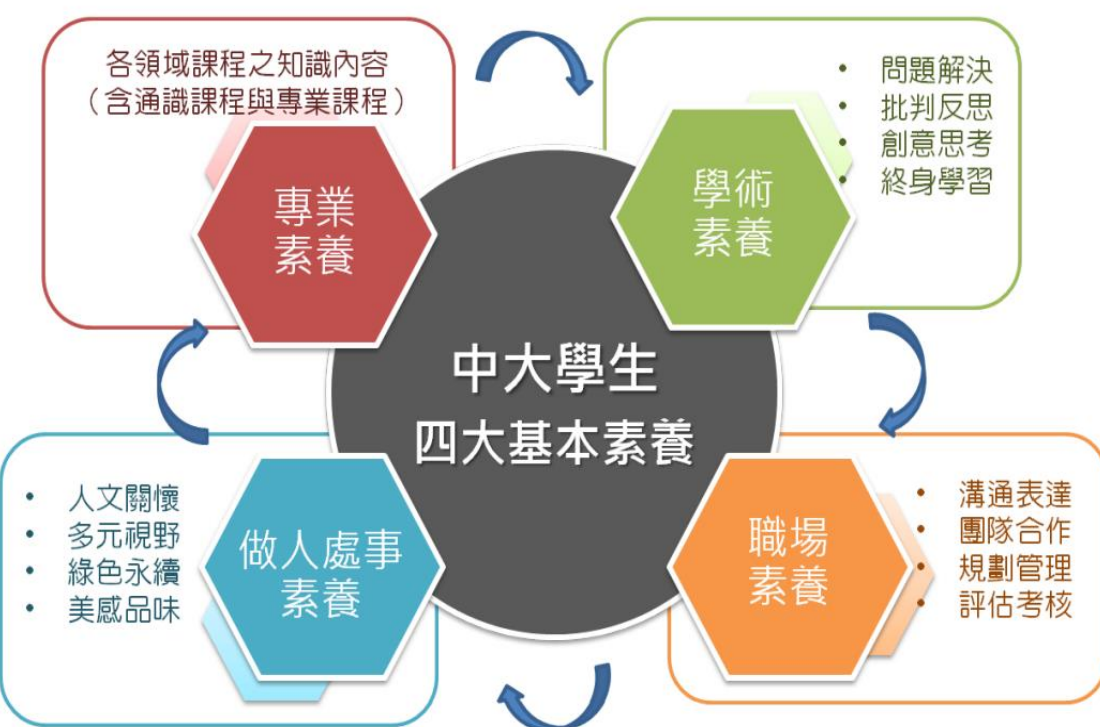 各領域課程之知識內容
（含通識課程與專業課程）
專業
素養
• 問題解決
• 批判反思
• 創意思考
• 終身學習
學術
素養
中大學生
四大基本素養
• 人文關懷
• 多元視野
• 綠色永續
• 美感品味
做人處事
素養
職場
素養
• 溝通表達
• 團隊合作
• 規劃管理
• 評估考核